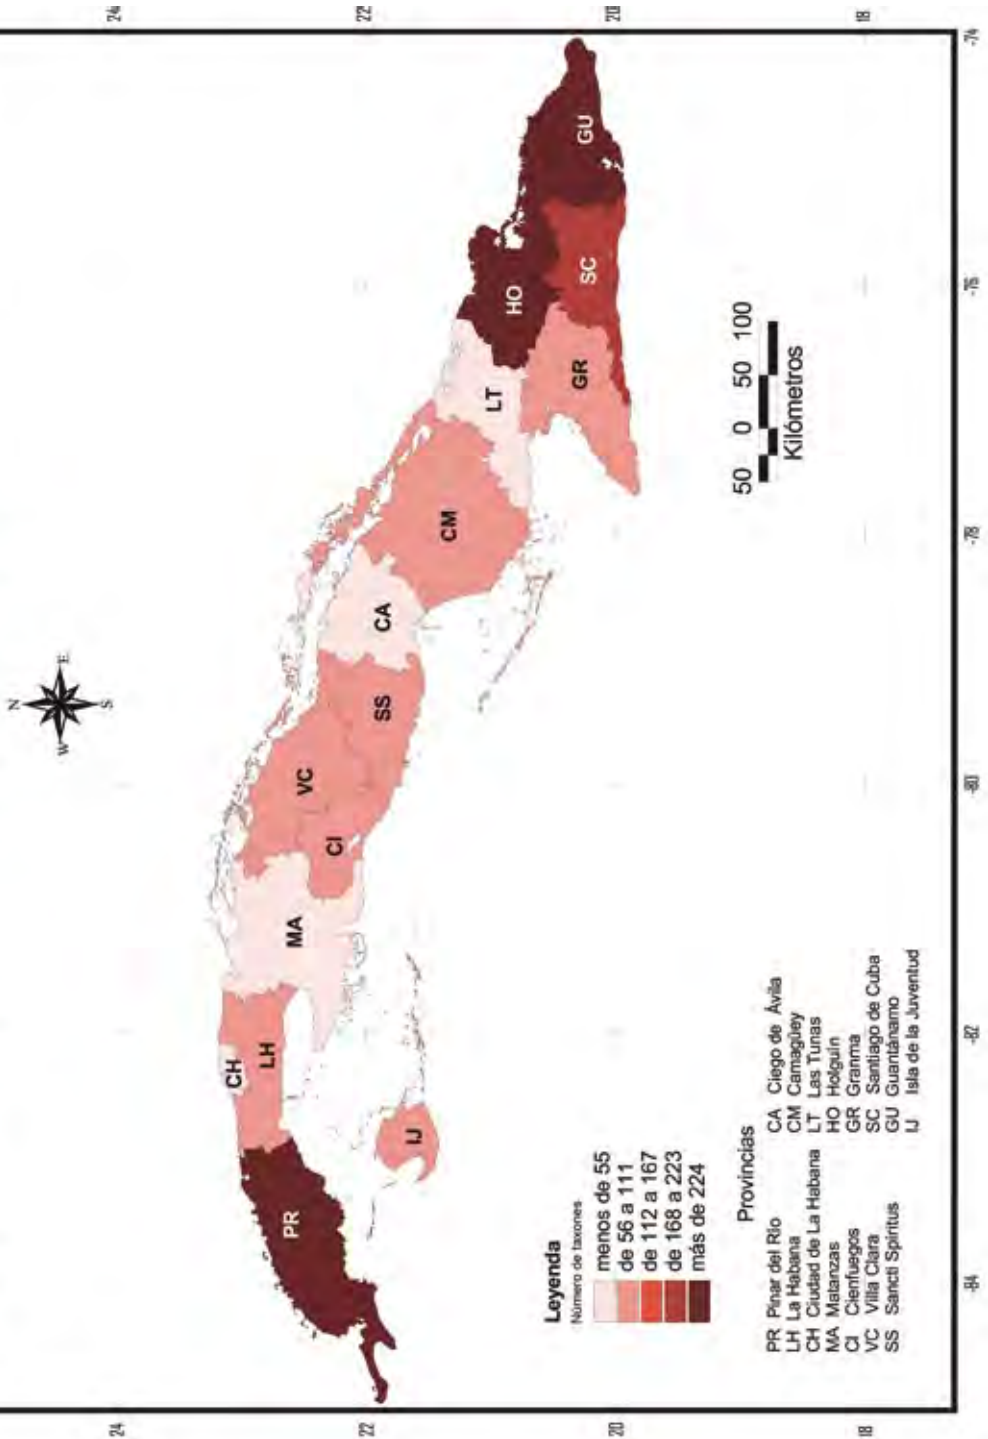 N
W E
S
24
22
20
18
24
22
20
18
-84
-82
-80
-78
-76
-74
PR
CH
LH
IJ
MA
CI
VC
SS
CA
CM
LT
GR
HO
SC
GU
50 0 50 100
Kilómetros
Leyenda
Número de taxones
menos de 55
de 56 a 111
de 112 a 167
de 168 a 223
más de 224
Provincias
PR Pinar del Río
LH La Habana
CH Ciudad de La Habana
MA Matanzas
CI Cienfuegos
VC Villa Clara
SS Sancti Spíritus
CA Ciego de Ávila
CM Camagüey
LT Las Tunas
HO Holguín
GR Granma
SC Santiago de Cuba
GU Guantánamo
IJ Isla de la Juventud